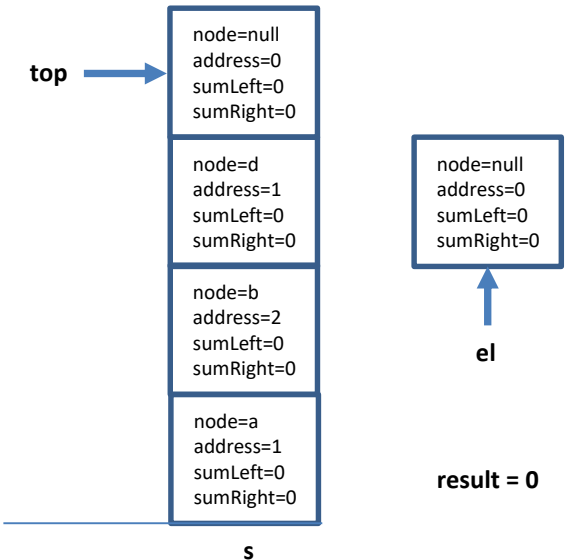 node=null
address=0
sumLeft=0
sumRight=0
top
node=d
address=1
sumLeft=0
sumRight=0
node=null
address=0
sumLeft=0
sumRight=0
node=b
address=2
sumLeft=0
sumRight=0
el
node=a
address=1
sumLeft=0
sumRight=0
result = 0
s